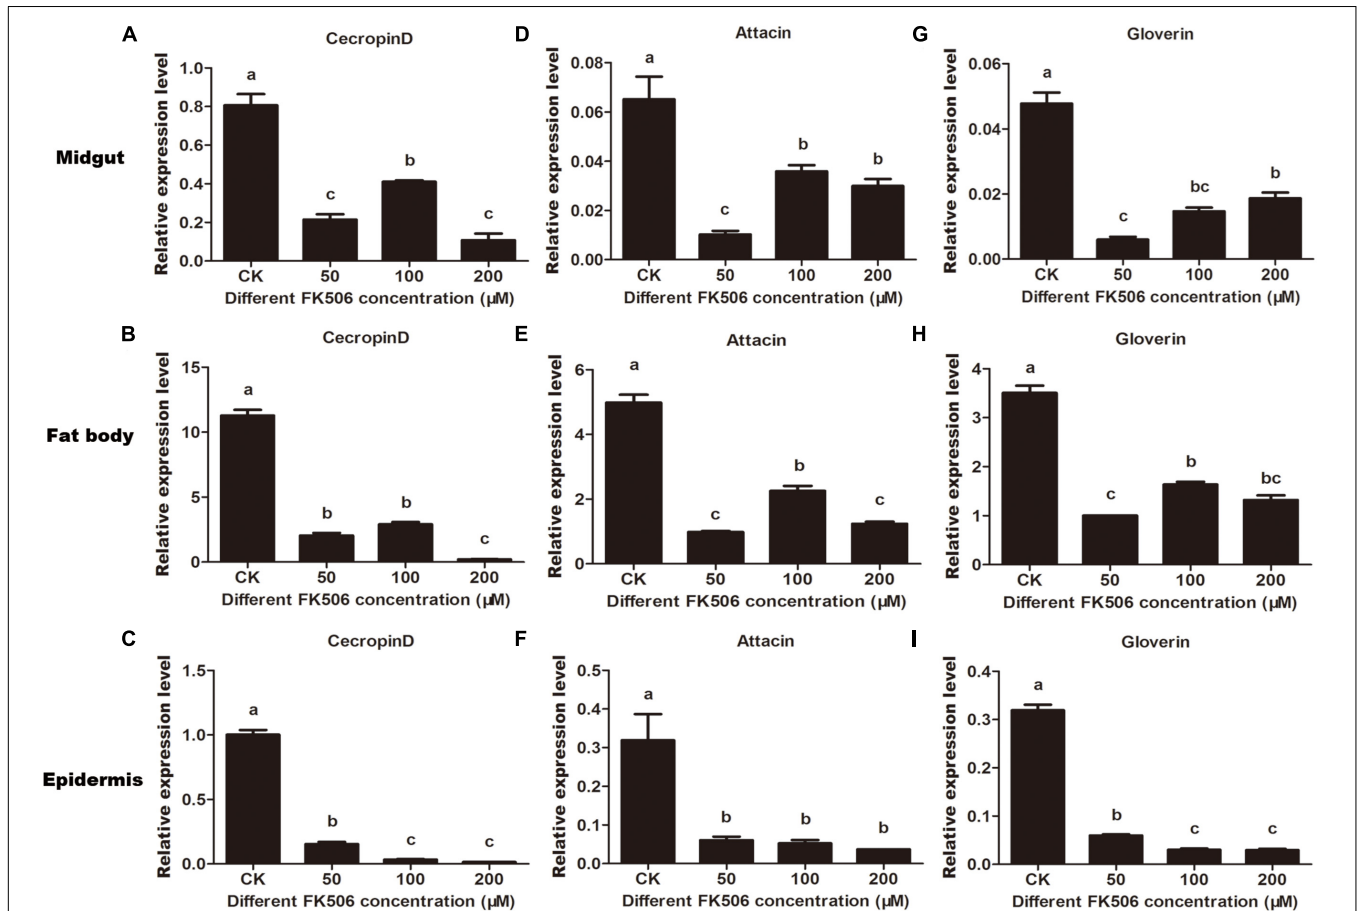 A
CecropinD
Relative expression level
1.0
0.8
0.6
0.4
0.2
0.0
a
c
b
c
CK 50 100 200
Different FK506 concentration (µM)
D
Attacin
Relative expression level
0.08
0.06
0.04
0.02
0.00
a
c
b
b
CK 50 100 200
Different FK506 concentration (µM)
G
Gloverin
Relative expression level
0.06
0.04
0.02
0.00
a
c
bc
b
CK 50 100 200
Different FK506 concentration (µM)
Midgut
B
CecropinD
Relative expression level
15
10
5
0
a
b
b
c
CK 50 100 200
Different FK506 concentration (µM)
E
Attacin
Relative expression level
6
4
2
0
a
c
b
c
CK 50 100 200
Different FK506 concentration (µM)
H
Gloverin
Relative expression level
4
3
2
1
0
a
c
b
bc
CK 50 100 200
Different FK506 concentration (µM)
Fat body
C
CecropinD
Relative expression level
1.5
1.0
0.5
0.0
a
b
c
c
CK 50 100 200
Different FK506 concentration (µM)
F
Attacin
Relative expression level
0.5
0.4
0.3
0.2
0.1
0.0
a
b
b
b
CK 50 100 200
Different FK506 concentration (µM)
I
Gloverin
Relative expression level
0.4
0.3
0.2
0.1
0.0
a
b
c
c
CK 50 100 200
Different FK506 concentration (µM)
Epidermis